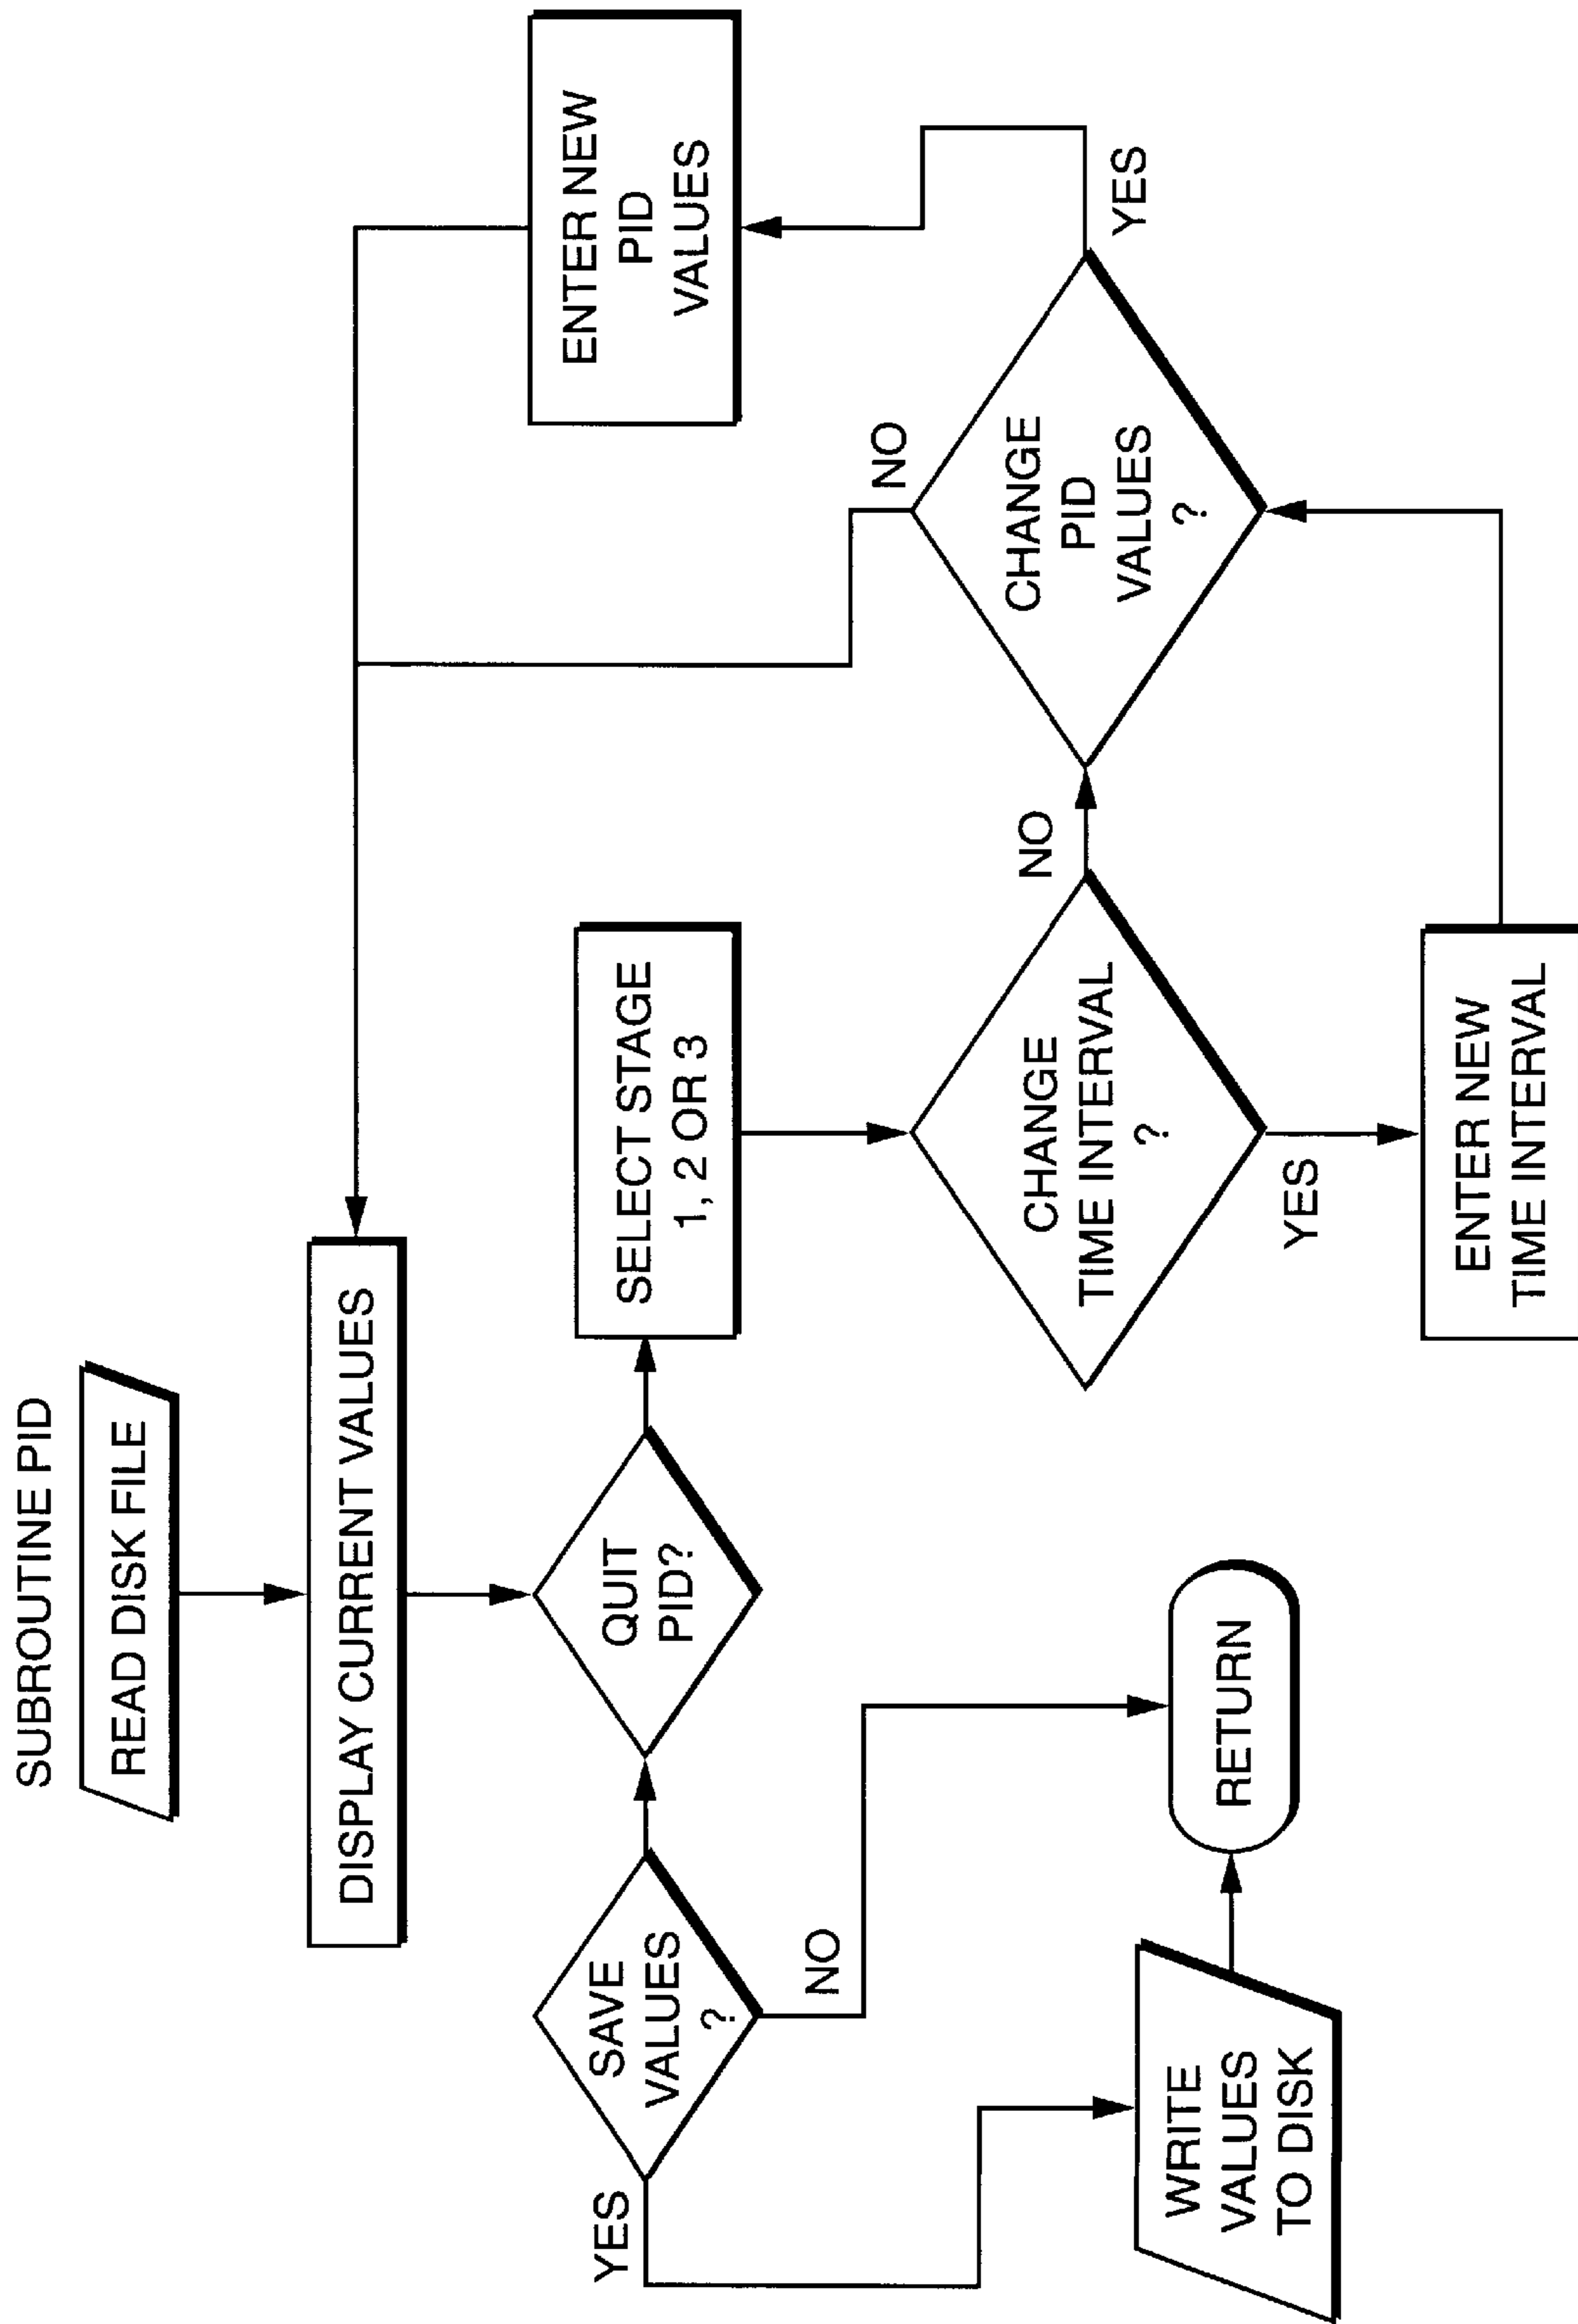 SUBROUTINE PID
READ DISK FILE
DISPLAY CURRENT VALUES
SAVE
VALUES
?
YES
NO
QUIT
PID?
SELECT STAGE
1, 2 OR 3
ENTER NEW
PID
VALUES
WRITE
VALUES
TO DISK
RETURN
CHANGE
TIME INTERVAL
?
NO
YES
CHANGE
PID
VALUES
?
NO
YES
ENTER NEW
TIME INTERVAL